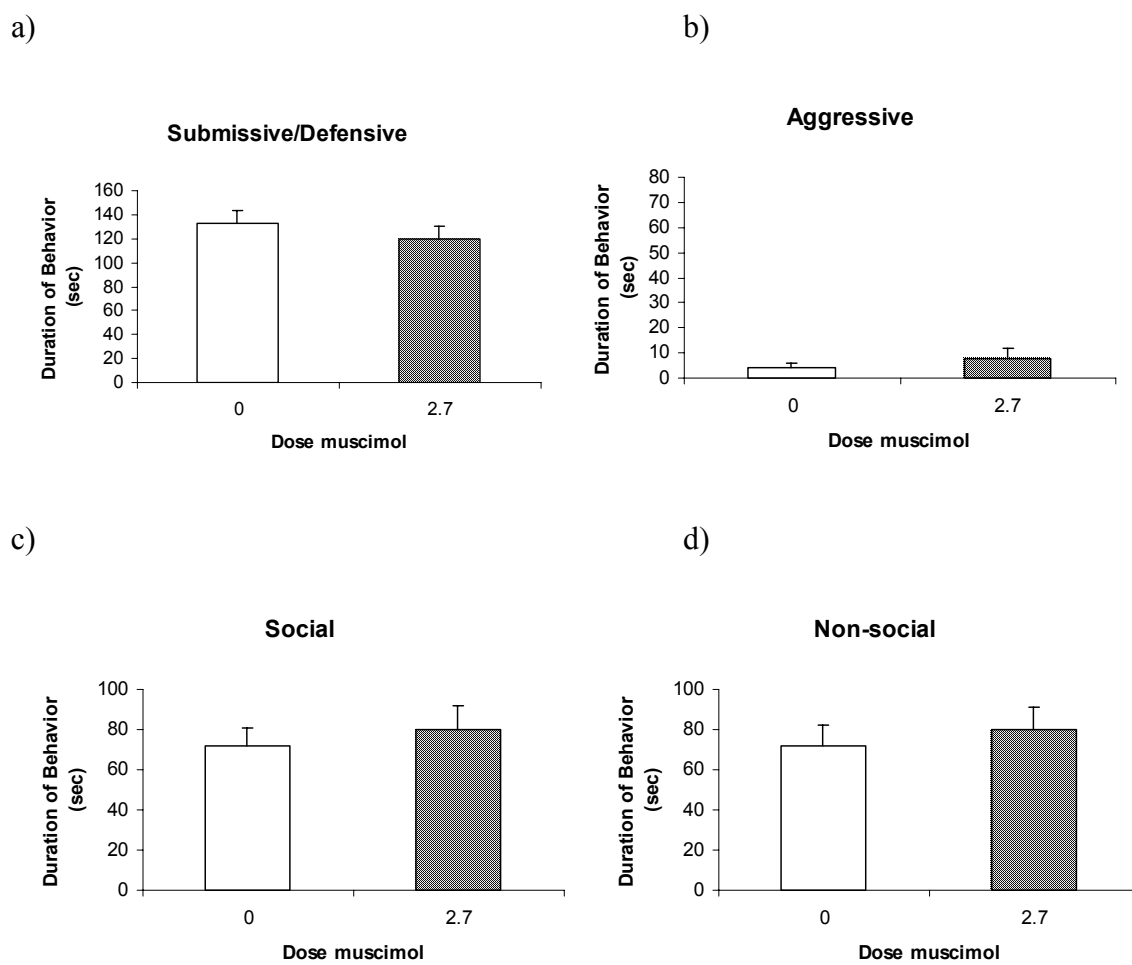 a)
Submissive/Defensive
Duration of Behavior
(sec)
160
140
120
100
80
60
40
20
0
0 2.7
Dose muscimol
b)
Aggressive
Duration of Behavior
(sec)
80
70
60
50
40
30
20
10
0
0 2.7
Dose muscimol
c)
Social
Duration of Behavior
(sec)
100
80
60
40
20
0
0 2.7
Dose muscimol
d)
Non-social
Duration of Behavior
(sec)
100
80
60
40
20
0
0 2.7
Dose muscimol